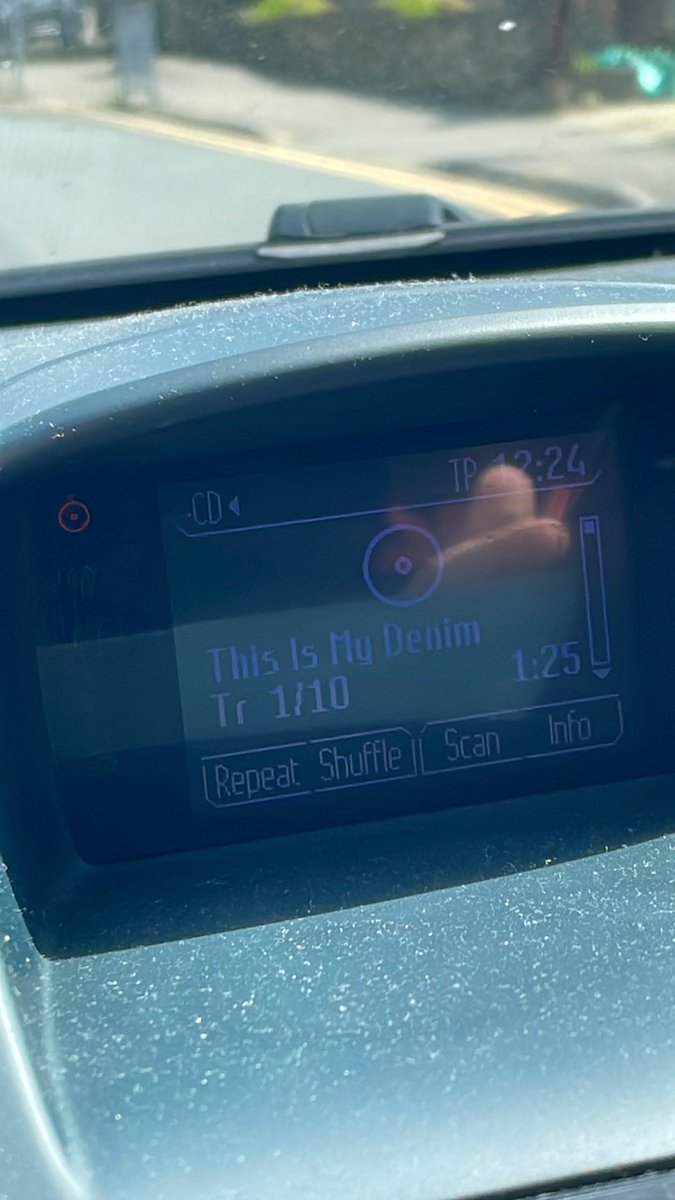 CD TP 12:24
This Is My Denim
Tr 1/10 1:25
Repeat Shuffle Scan Info